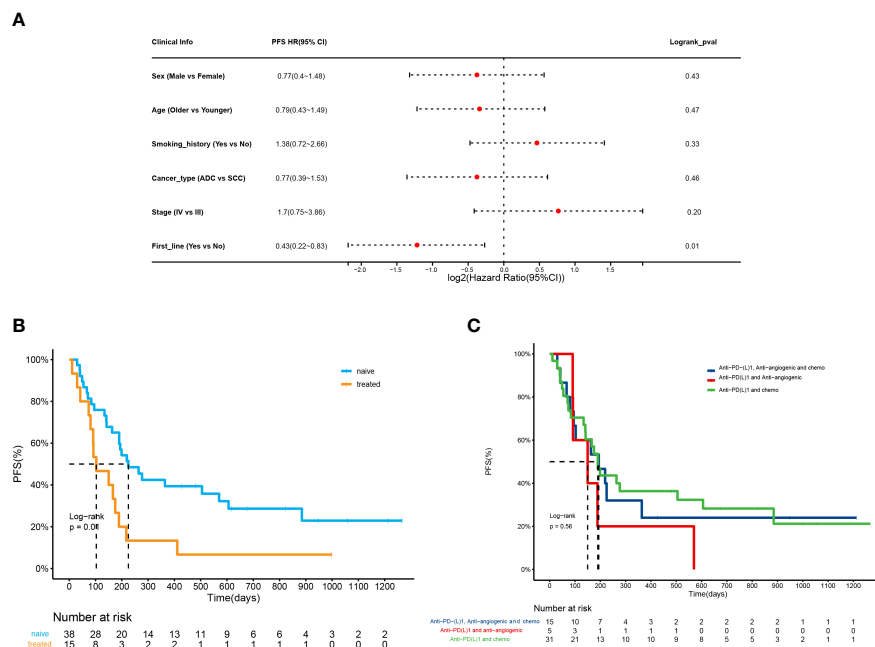 A
Clinical Info PFS HR(95% CI) Logrank_pval
Sex (Male vs Female) 0.77(0.4~1.48) 0.43
Age (Older vs Younger) 0.79(0.43~1.49) 0.47
Smoking_history (Yes vs No) 1.38(0.72~2.66) 0.33
Cancer_type (ADC vs SCC) 0.77(0.39~1.53) 0.46
Stage (IV vs III) 1.7(0.75~3.86) 0.20
First_line (Yes vs No) 0.43(0.22~0.83) 0.01
−2.0 −1.5 −1.0 −0.5 0.0 0.5 1.0 1.5
log2(Hazard Ratio(95%CI))
B
100%
80%
60%
40%
20%
0%
PFS(%)
naive
treated
Log−rank
p = 0.01
0 100 200 300 400 500 600 700 800 900 1000 1100 1200
Time(days)
Number at risk
naive 38 28 20 14 13 11 9 6 6 4 3 2 2
treated 15 8 3 2 2 1 1 1 1 1 0 0 0
C
100%
80%
60%
40%
20%
0%
PFS(%)
Anti−PD−(L)1, Anti−angiogenic and chemo
Anti−PD(L)1 and Anti−angiogenic
Anti−PD(L)1 and chemo
Log−rank
p = 0.56
0 100 200 300 400 500 600 700 800 900 1000 1100 1200
Time(days)
Number at risk
Anti−PD−(L)1, Anti−angiogenic and chemo 15 10 7 4 3 2 2 2 2 2 1 1 1
Anti−PD(L)1 and anti−angiogenic 5 3 1 1 1 1 0 0 0 0 0 0 0
Anti−PD(L)1 and chemo 31 21 13 10 10 9 8 5 5 3 2 1 1